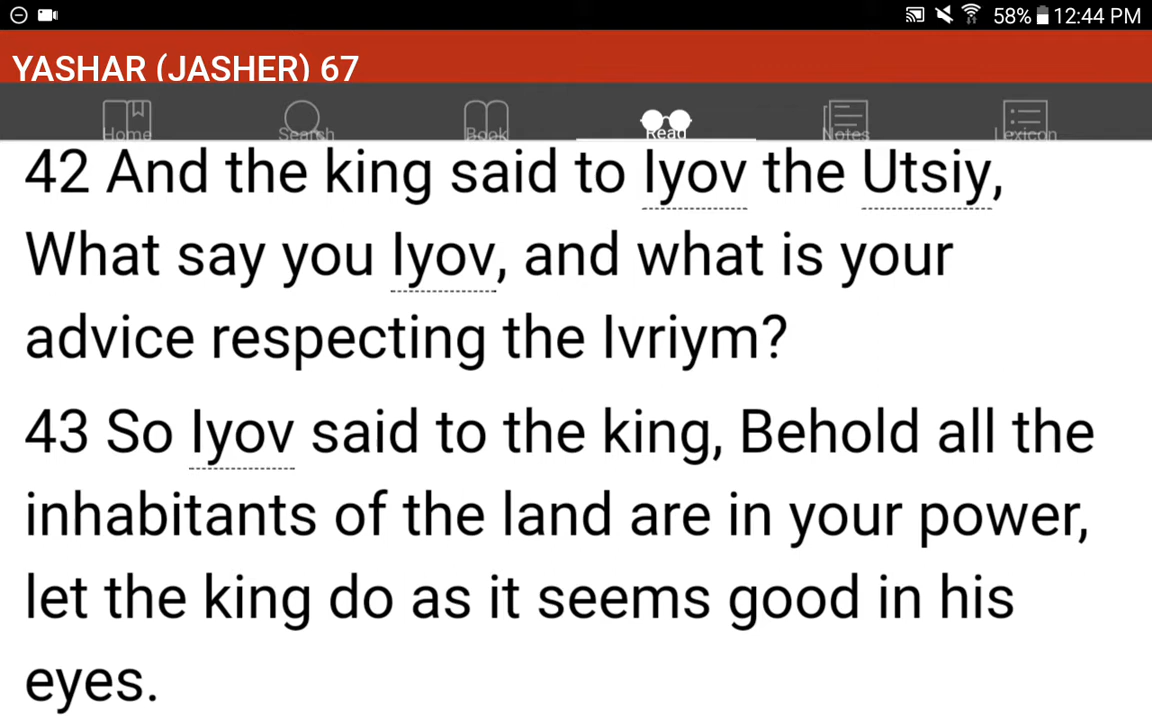 58% 12:44 PM
YASHAR (JASHER) 67
Home Search Book Read Notes Lexicon
42 And the king said to Iyov the Utsiy,
What say you Iyov, and what is your
advice respecting the Ivriym?
43 So Iyov said to the king, Behold all the
inhabitants of the land are in your power,
let the king do as it seems good in his
eyes.